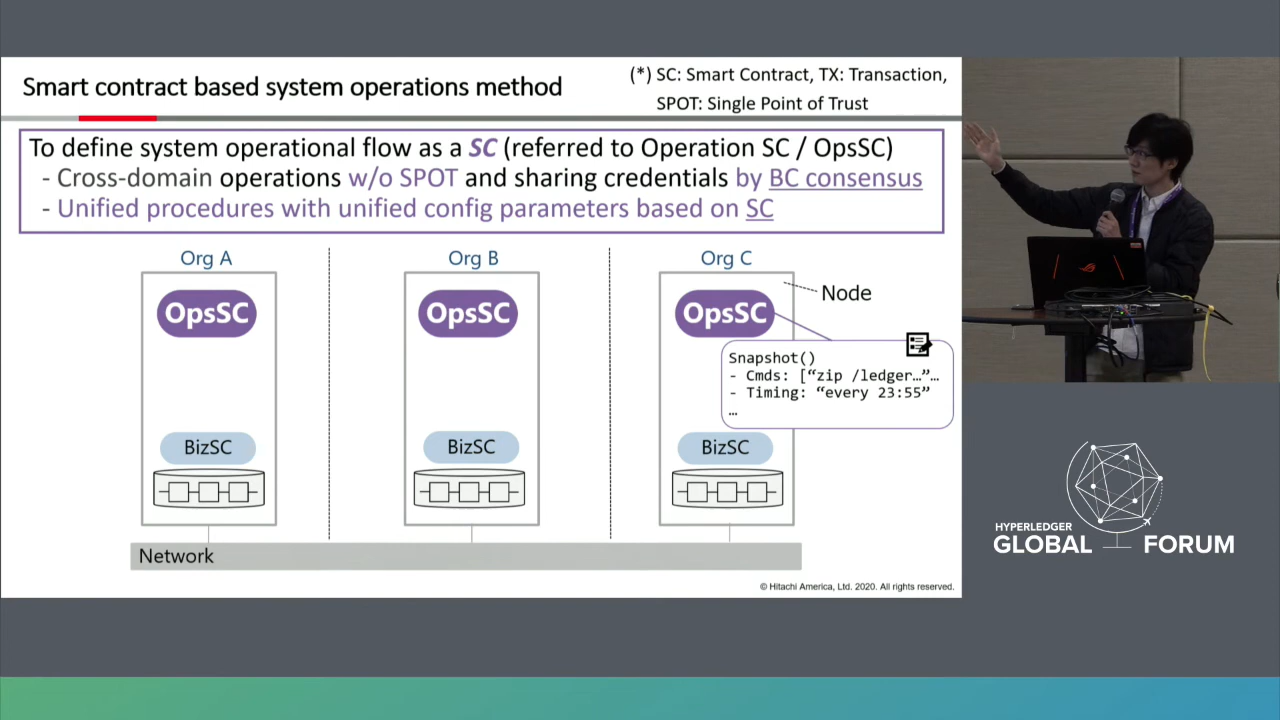 Smart contract based system operations method
(*) SC: Smart Contract, TX: Transaction,
SPOT: Single Point of Trust
To define system operational flow as a SC (referred to Operation SC / OpsSC)
- Cross-domain operations w/o SPOT and sharing credentials by BC consensus
- Unified procedures with unified config parameters based on SC
Org A
Org B
Org C
Node
OpsSC
OpsSC
OpsSC
Snapshot()
- Cmds: [“zip /ledger…”…
- Timing: “every 23:55”
…
BizSC
BizSC
BizSC
Network
© Hitachi America, Ltd. 2020. All rights reserved.
HYPERLEDGER
GLOBAL FORUM